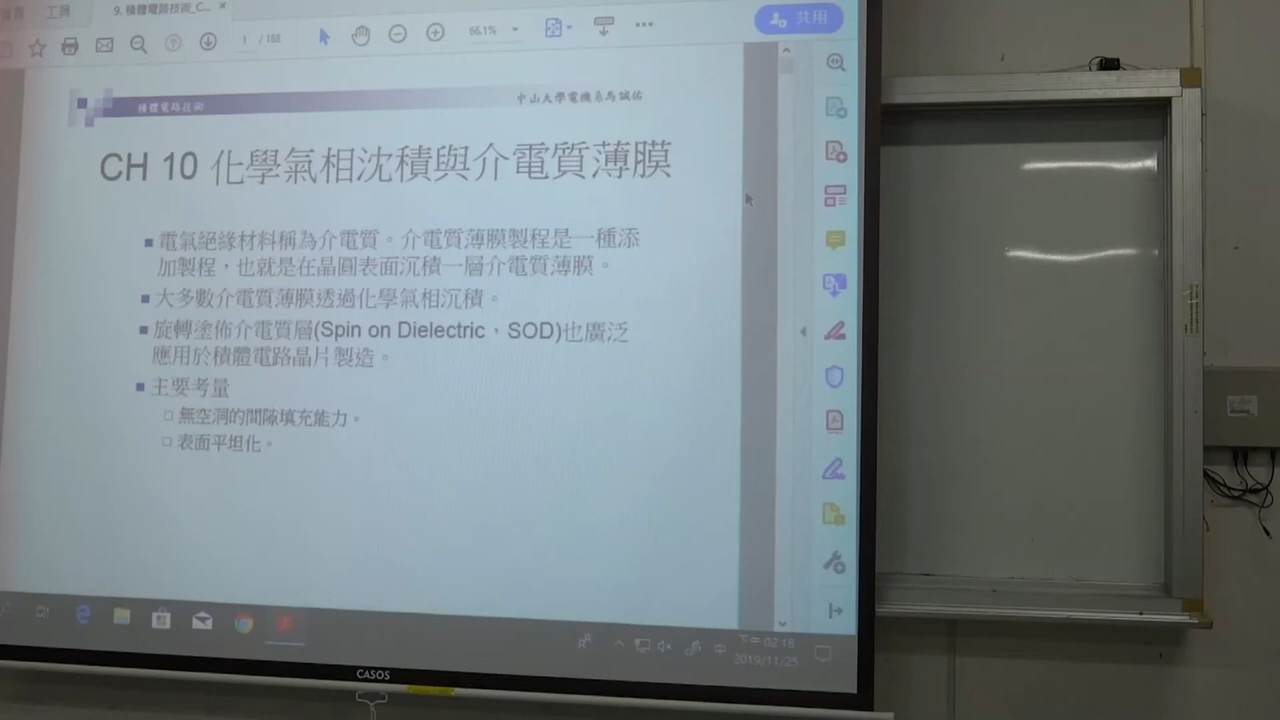 工具
9. 積體電路技術_C...
1 / 188
66.1%
共用
積體電路技術
中山大學電機系馬誠佑
CH 10 化學氣相沈積與介電質薄膜
電氣絕緣材料稱為介電質。介電質薄膜製程是一種添
加製程，也就是在晶圓表面沉積一層介電質薄膜。
大多數介電質薄膜透過化學氣相沉積。
旋轉塗佈介電質層(Spin on Dielectric，SOD)也廣泛
應用於積體電路晶片製造。
主要考量
無空洞的間隙填充能力。
表面平坦化。
中
下午 02:18
2019/11/25
CASOS